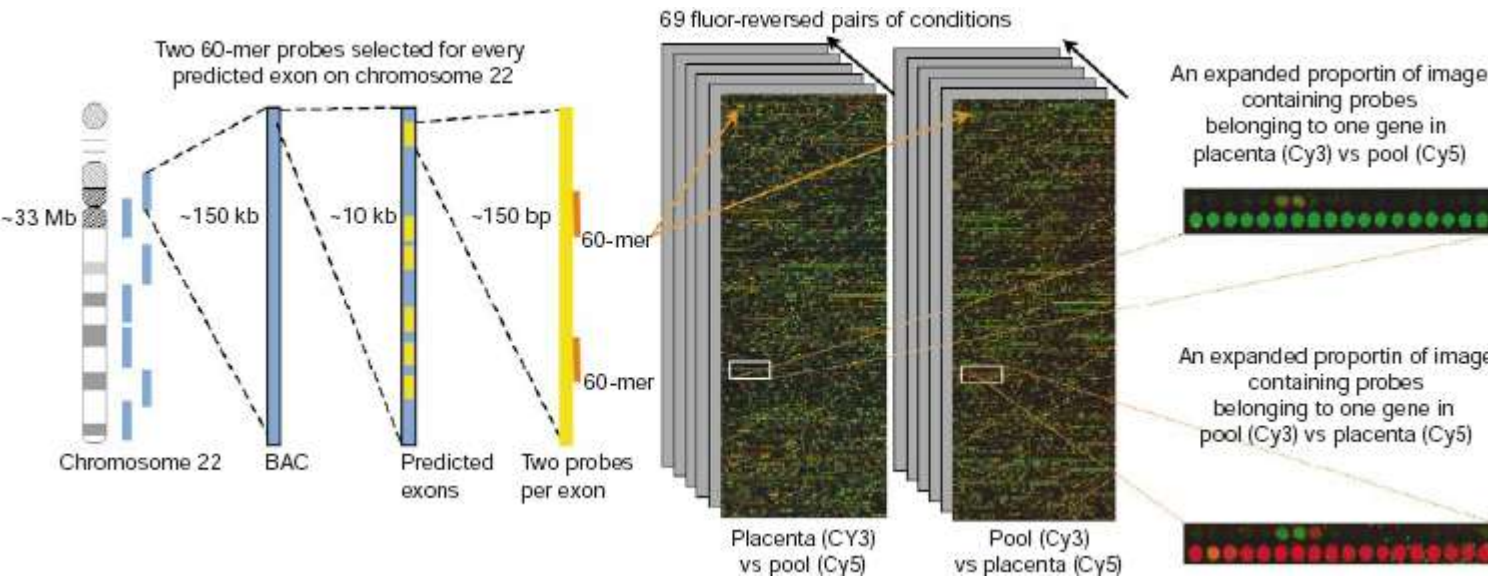 69 fluor-reversed pairs of conditions
Two 60-mer probes selected for every
predicted exon on chromosome 22
~33 Mb
~150 kb
~10 kb
~150 bp
60-mer
60-mer
Chromosome 22
BAC
Predicted
exons
Two probes
per exon
Placenta (CY3)
vs pool (Cy5)
Pool (Cy3)
vs placenta (Cy5)
An expanded proportin of image
containing probes
belonging to one gene in
placenta (Cy3) vs pool (Cy5)
An expanded proportin of image
containing probes
belonging to one gene in
pool (Cy3) vs placenta (Cy5)